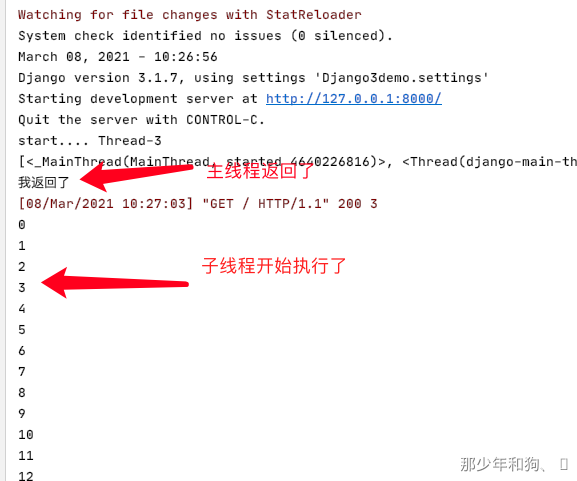 Watching for file changes with StatReloader
System check identified no issues (0 silenced).
March 08, 2021 - 10:26:56
Django version 3.1.7, using settings 'Django3demo.settings'
Starting development server at http://127.0.0.1:8000/
Quit the server with CONTROL-C.
start.... Thread-3
[<_MainThread(MainThread, started 4640226816)>, <Thread(django-main-th
主线程返回了
我返回了
[08/Mar/2021 10:27:03] "GET / HTTP/1.1" 200 3
0
1
2
子线程开始执行了
3
4
5
6
7
8
9
10
11
12
那少年和狗、